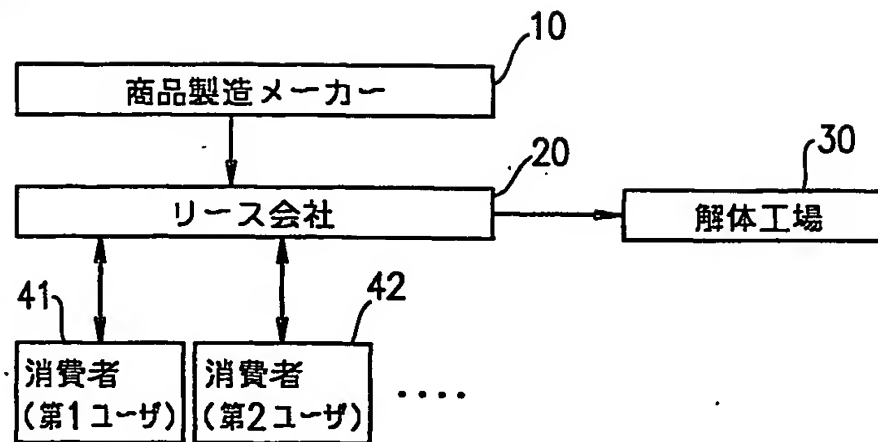 10
商品製造メーカー
20
リース会社
30
解体工場
41
消費者
(第1ユーザ)
42
消費者
(第2ユーザ)
‥‥